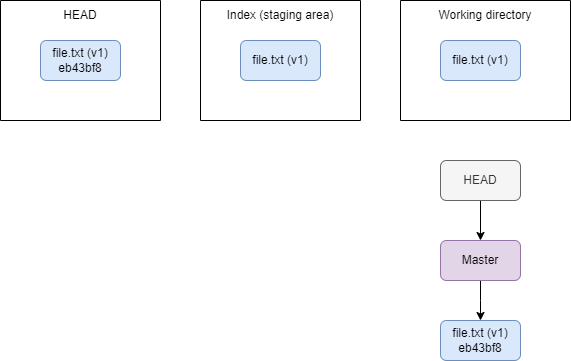 HEAD
file.txt (v1)
eb43bf8
Index (staging area)
file.txt (v1)
Working directory
file.txt (v1)
HEAD
Master
file.txt (v1)
eb43bf8